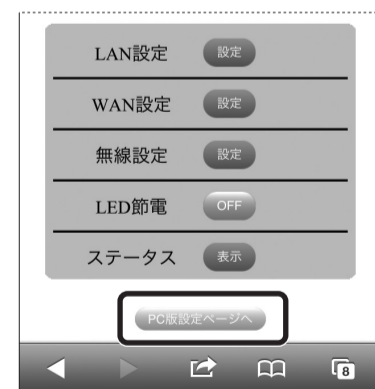 LAN設定 設定
WAN設定 設定
無線設定 設定
LED節電 OFF
ステータス 表示
PC版設定ページへ
8